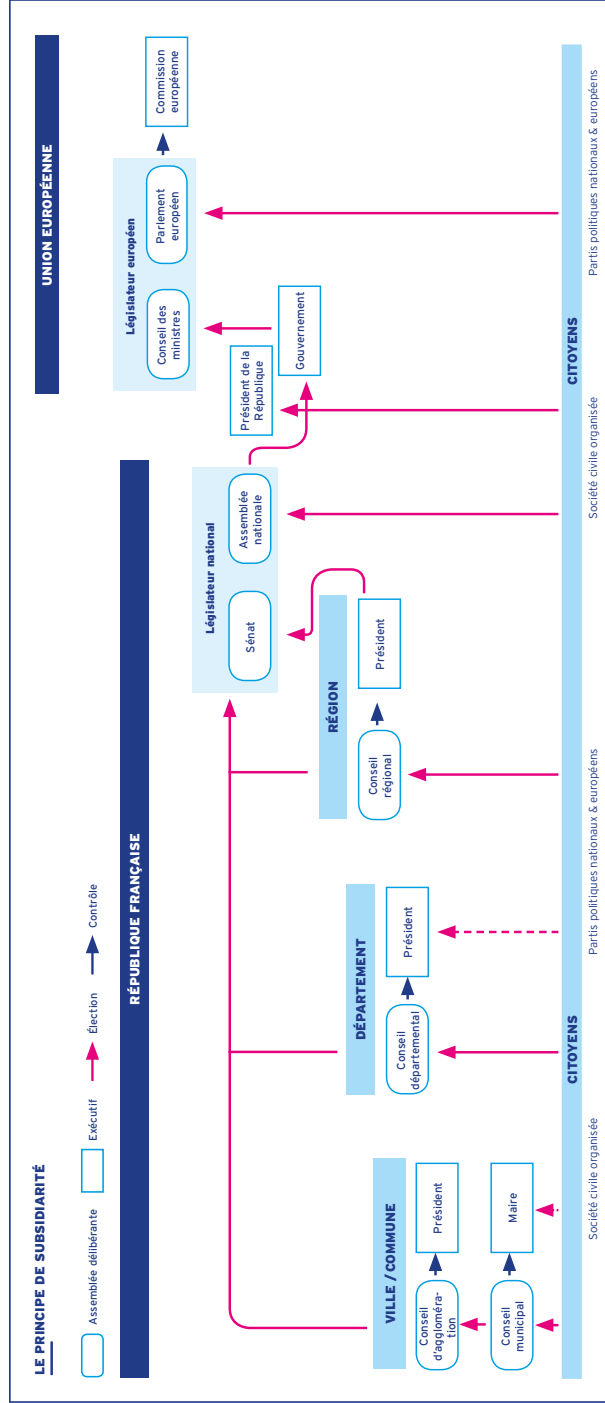 LE PRINCIPE DE SUBSIDIARITÉ
Assemblée délibérante
Exécutif
Élection
Contrôle
RÉPUBLIQUE FRANÇAISE
UNION EUROPÉENNE
Législateur européen
Conseil des
ministres
Parlement
européen
Commission
européenne
Législateur national
Sénat
Assemblée
nationale
Président de la
République
Gouvernement
VILLE / COMMUNE
Conseil
d'aggloméra-
tion
Président
Conseil
municipal
Maire
DÉPARTEMENT
Conseil
départemental
Président
RÉGION
Conseil
régional
Président
CITOYENS
CITOYENS
Société civile organisée
Partis politiques nationaux & européens
Société civile organisée
Partis politiques nationaux & européens